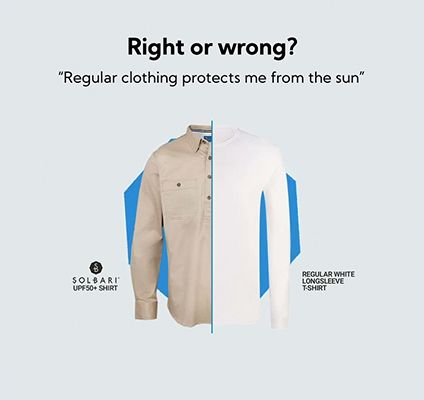 Right or wrong?
“Regular clothing protects me from the sun”
SOLBARI
UPF50+ SHIRT
REGULAR WHITE
LONGSLEEVE
T-SHIRT